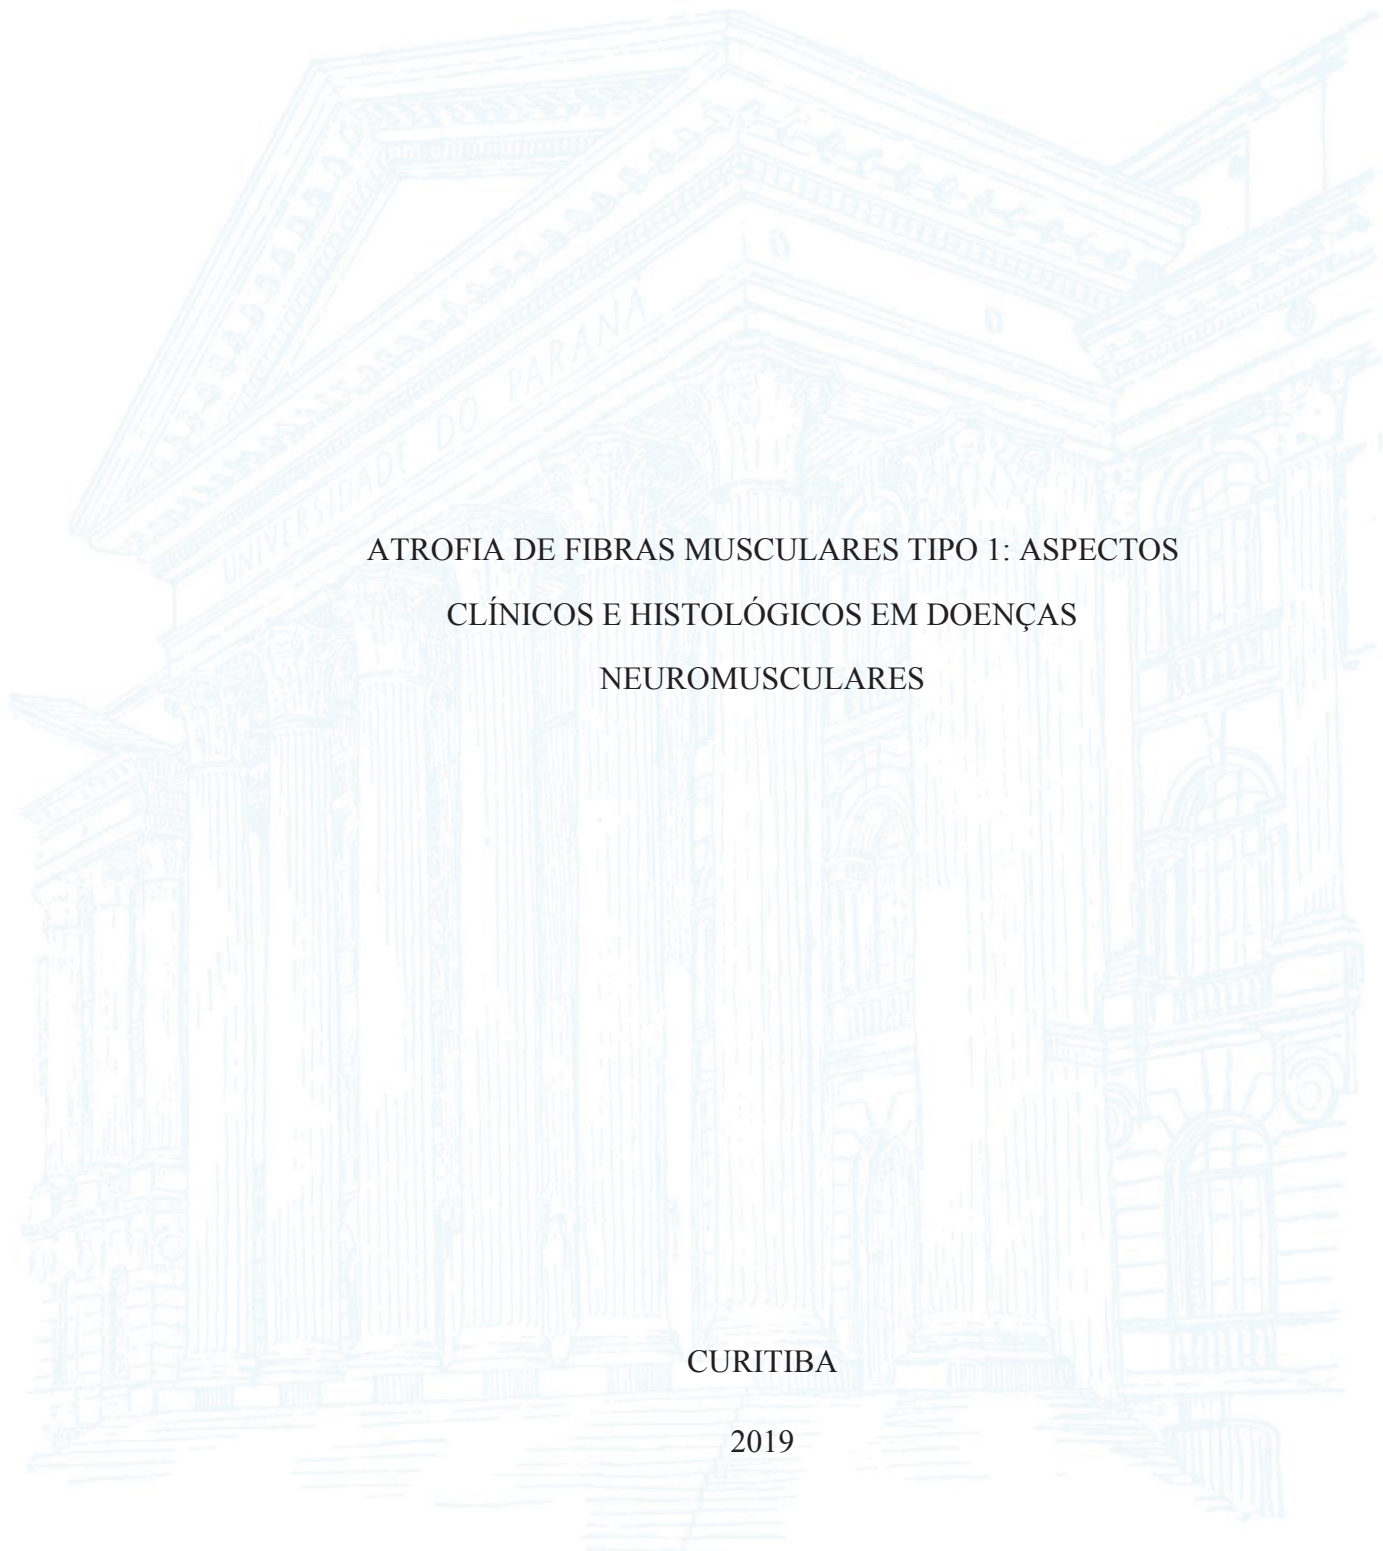 UNIVERSIDADE DO PARANÁ
ATROFIA DE FIBRAS MUSCULARES TIPO 1: ASPECTOS
CLÍNICOS E HISTOLÓGICOS EM DOENÇAS
NEUROMUSCULARES
CURITIBA
2019